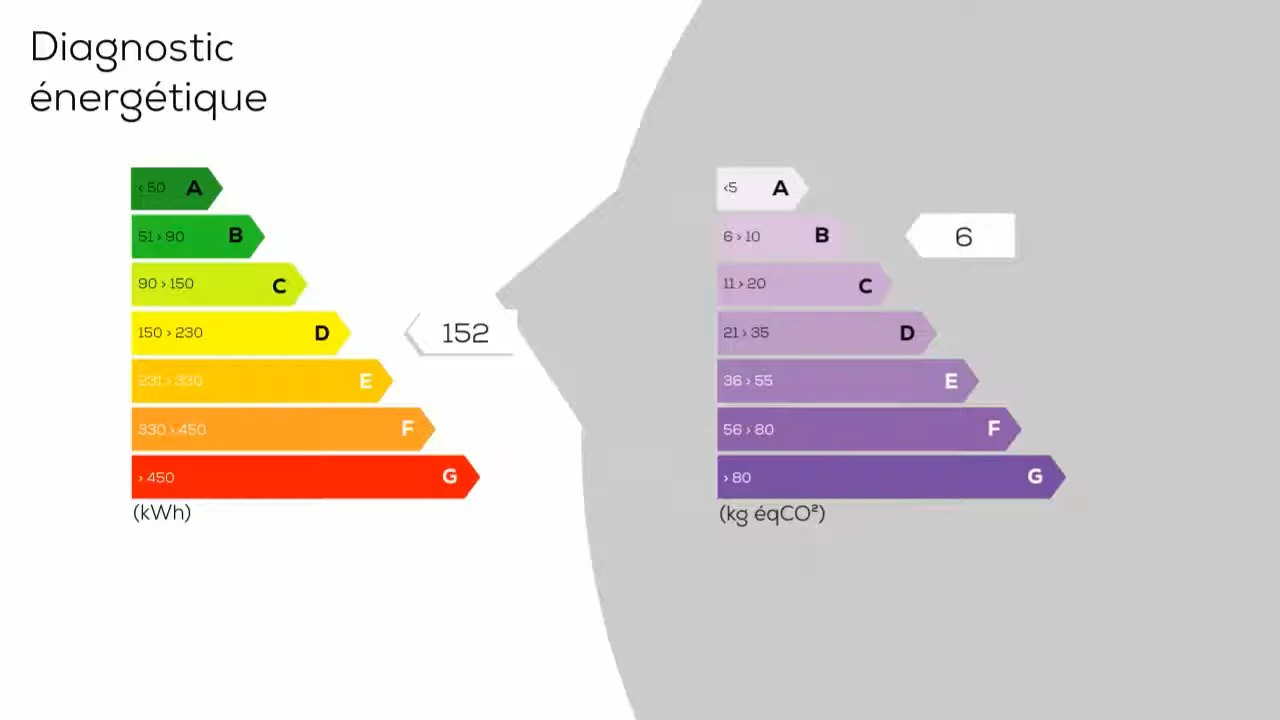 Diagnostic
énergétique
< 50 A
51 > 90 B
90 > 150 C
150 > 230 D
152
231 > 330 E
330 > 450 F
> 450 G
(kWh)
<5 A
6 > 10 B
6
11 > 20 C
21 > 35 D
36 > 55 E
56 > 80 F
> 80 G
(kg éqCO²)